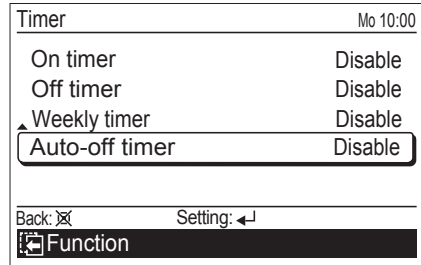 Timer Mo 10:00
On timer Disable
Off timer Disable
Weekly timer Disable
Auto-off timer Disable
Back: Setting:
Function